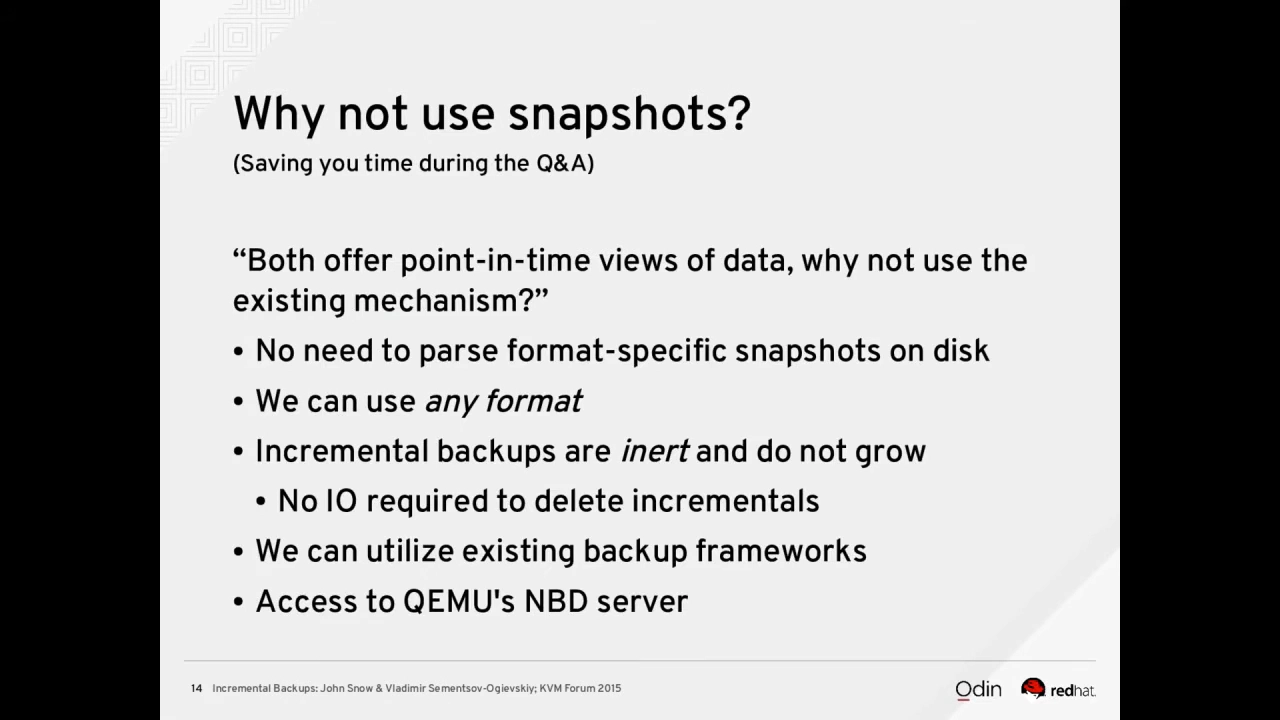 Why not use snapshots?
(Saving you time during the Q&A)
“Both offer point-in-time views of data, why not use the
existing mechanism?”
• No need to parse format-specific snapshots on disk
• We can use any format
• Incremental backups are inert and do not grow
• No IO required to delete incrementals
• We can utilize existing backup frameworks
• Access to QEMU's NBD server
14 Incremental Backups: John Snow & Vladimir Sementsov-Ogievskiy; KVM Forum 2015
Odin redhat.